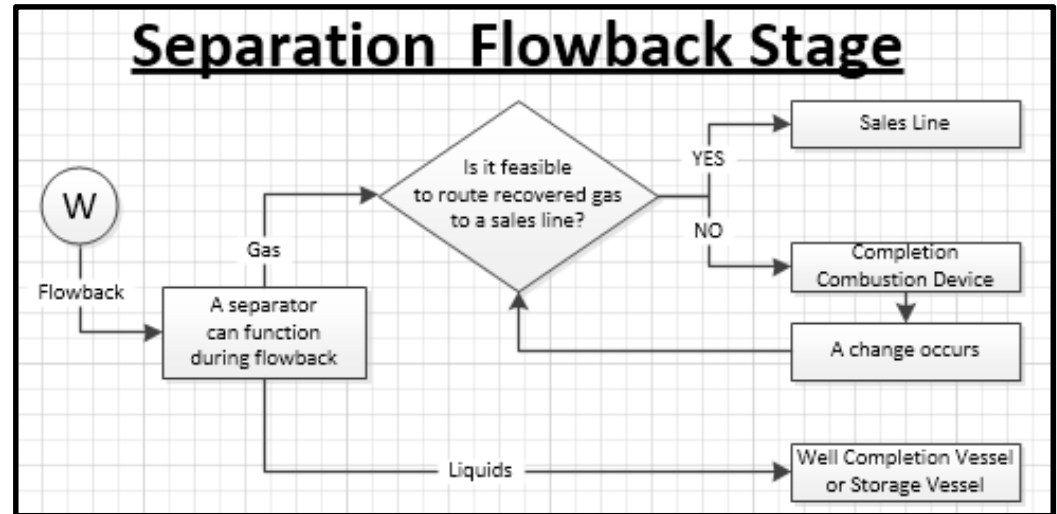 Separation Flowback Stage
W
Flowback
A separator
can function
during flowback
Gas
Is it feasible
to route recovered gas
to a sales line?
YES
Sales Line
NO
Completion
Combustion Device
A change occurs
Liquids
Well Completion Vessel
or Storage Vessel